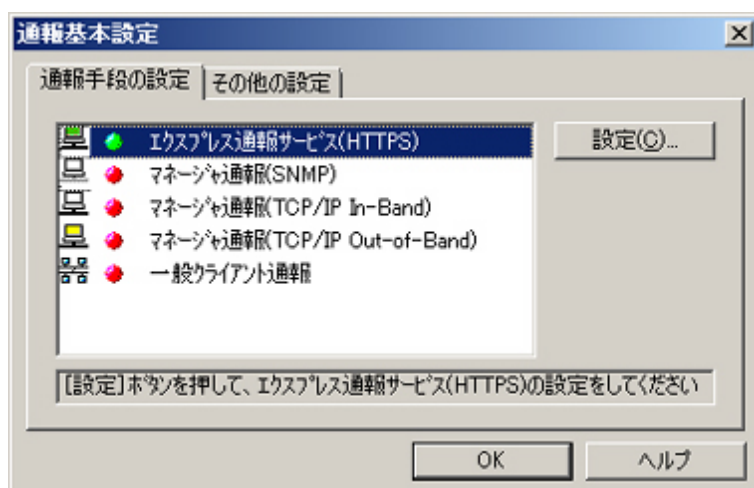 通報基本設定
通報手段の設定 その他の設定
エクスプレス通報サービス(HTTPS) 設定(C)...
マネージャ通報(SNMP)
マネージャ通報(TCP/IP In-Band)
マネージャ通報(TCP/IP Out-of-Band)
一般クライアント通報
[設定]ボタンを押して、エクスプレス通報サービス(HTTPS)の設定をしてください
OK ヘルプ